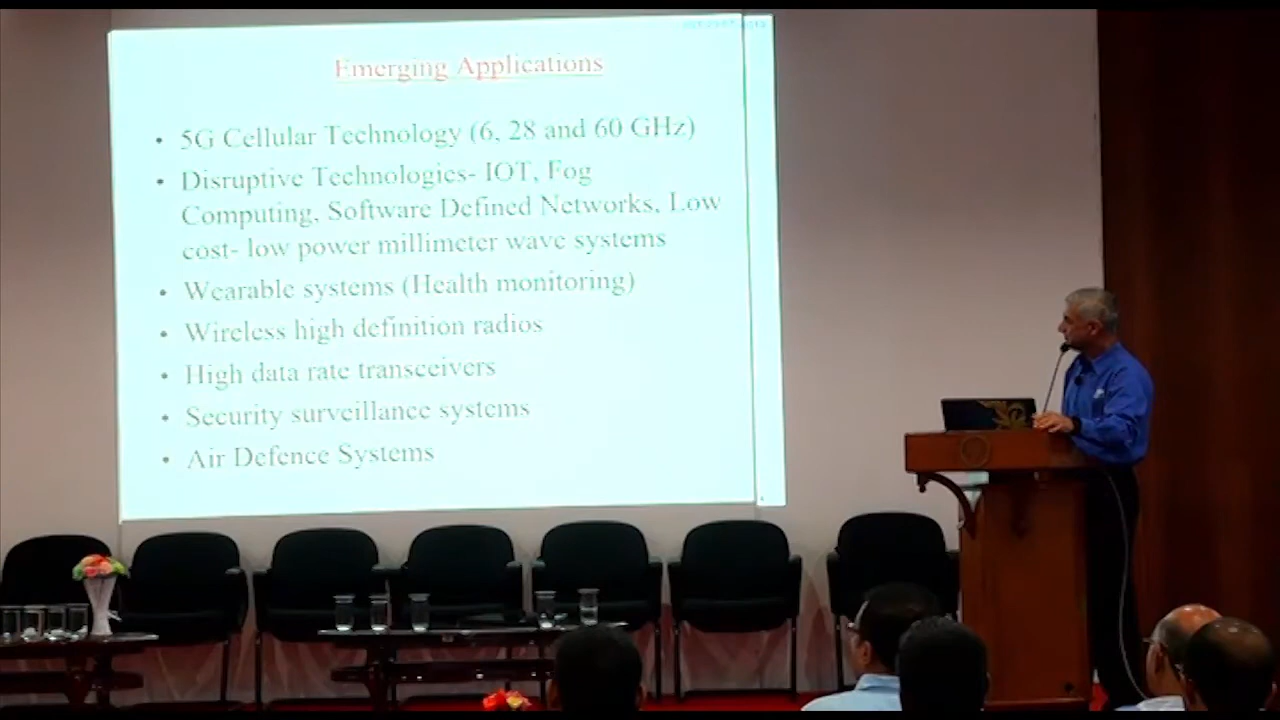 Emerging Applications
• 5G Cellular Technology (6, 28 and 60 GHz)
• Disruptive Technologies- IOT, Fog
Computing, Software Defined Networks, Low
cost- low power millimeter wave systems
• Wearable systems (Health monitoring)
• Wireless high definition radios
• High data rate transceivers
• Security surveillance systems
• Air Defence Systems